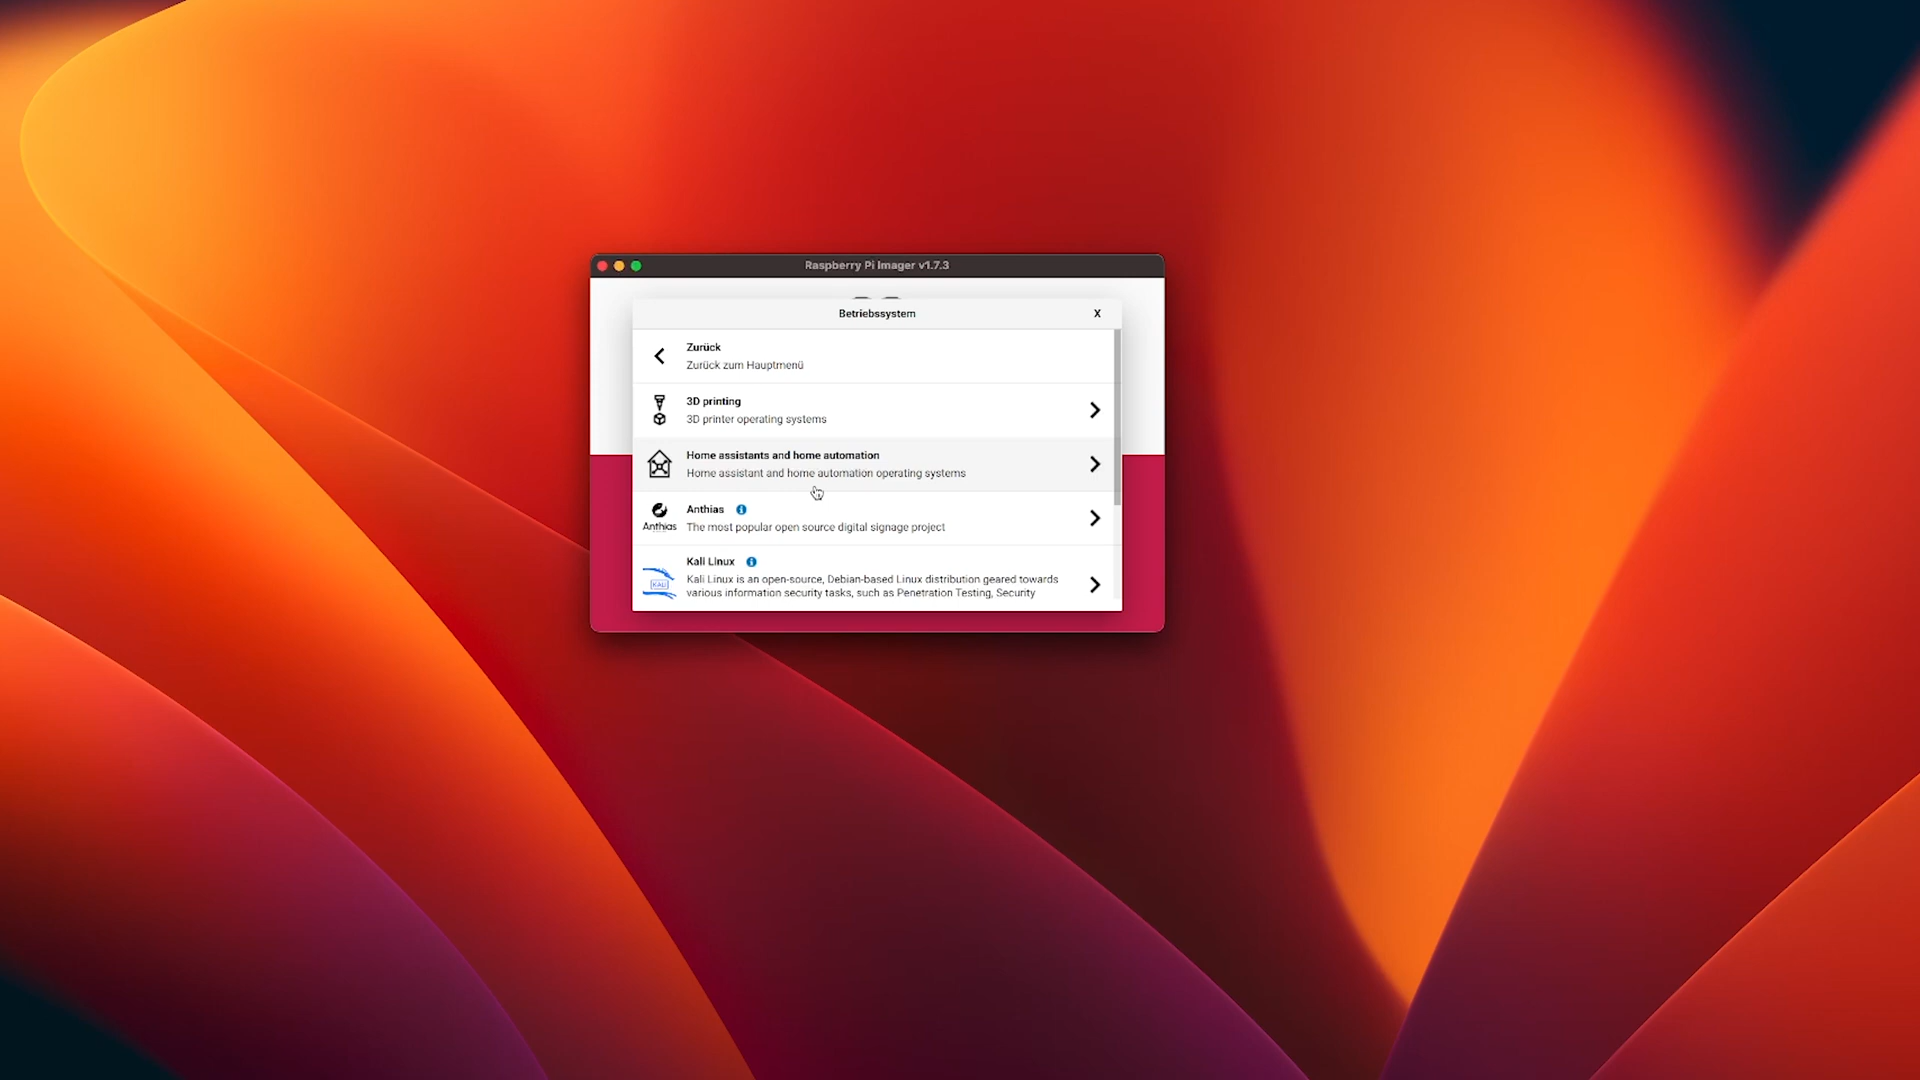 Raspberry Pi Imager v1.7.3
Betriebssystem
X
Zurück
Zurück zum Hauptmenü
3D printing
3D printer operating systems
Home assistants and home automation
Home assistant and home automation operating systems
Anthias
Anthias
The most popular open source digital signage project
Kali Linux
KALI
Kali Linux is an open-source, Debian-based Linux distribution geared towards
various information security tasks, such as Penetration Testing, Security